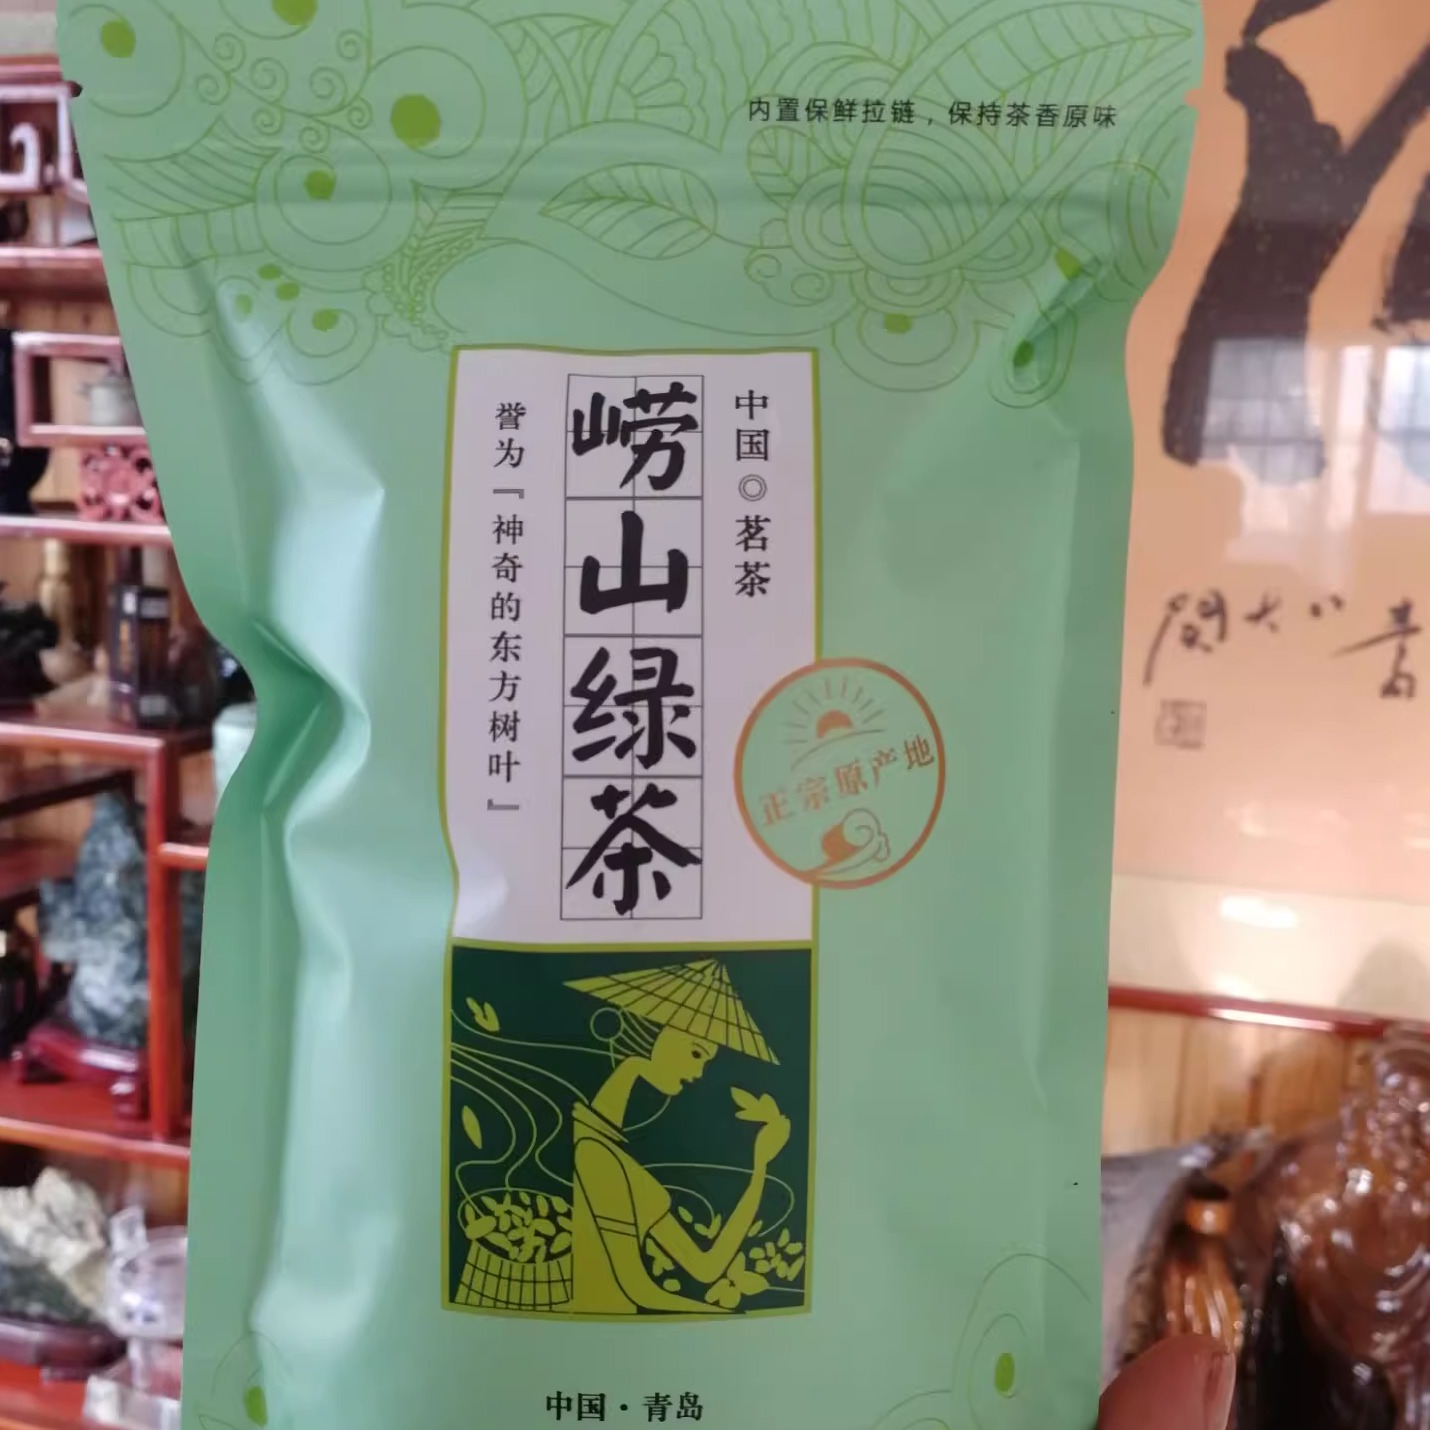 内置保鲜拉链，保持茶香原味
中国◎茗茶
崂山绿茶
誉为『神奇的东方树叶』
正宗原产地
中国·青岛